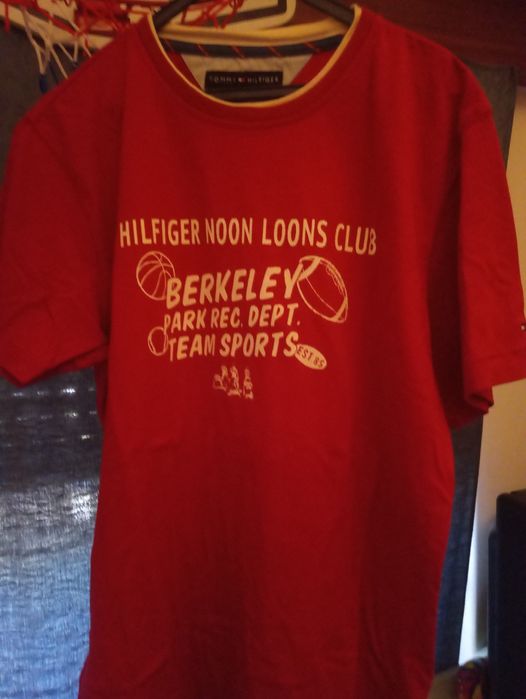 TOMMY HILFIGER
HILFIGER NOON LOONS CLUB
BERKELEY
PARK REC. DEPT.
TEAM SPORTS
EST. 85